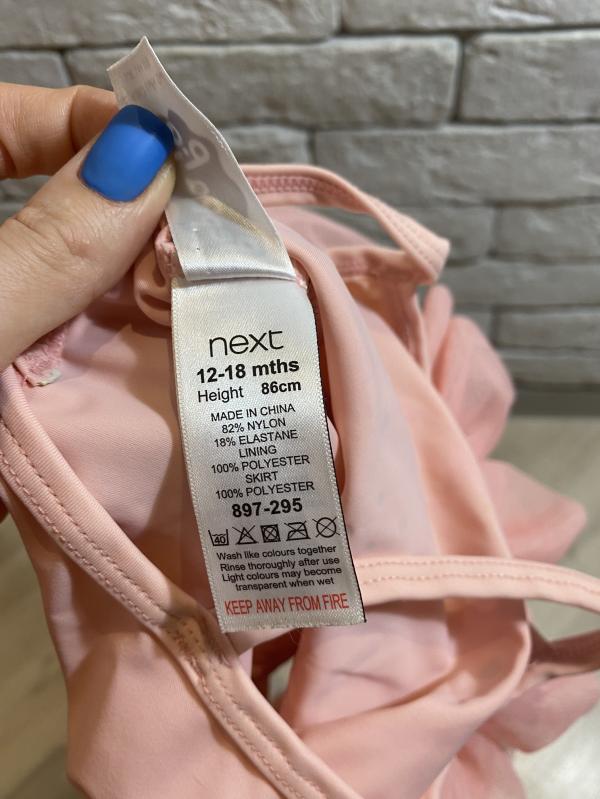 next
12-18 mths
Height 86cm
MADE IN CHINA
82% NYLON
18% ELASTANE
LINING
100% POLYESTER
SKIRT
100% POLYESTER
897-295
40
Wash like colours together
Rinse thoroughly after use
Light colours may become
transparent when wet
KEEP AWAY FROM FIRE